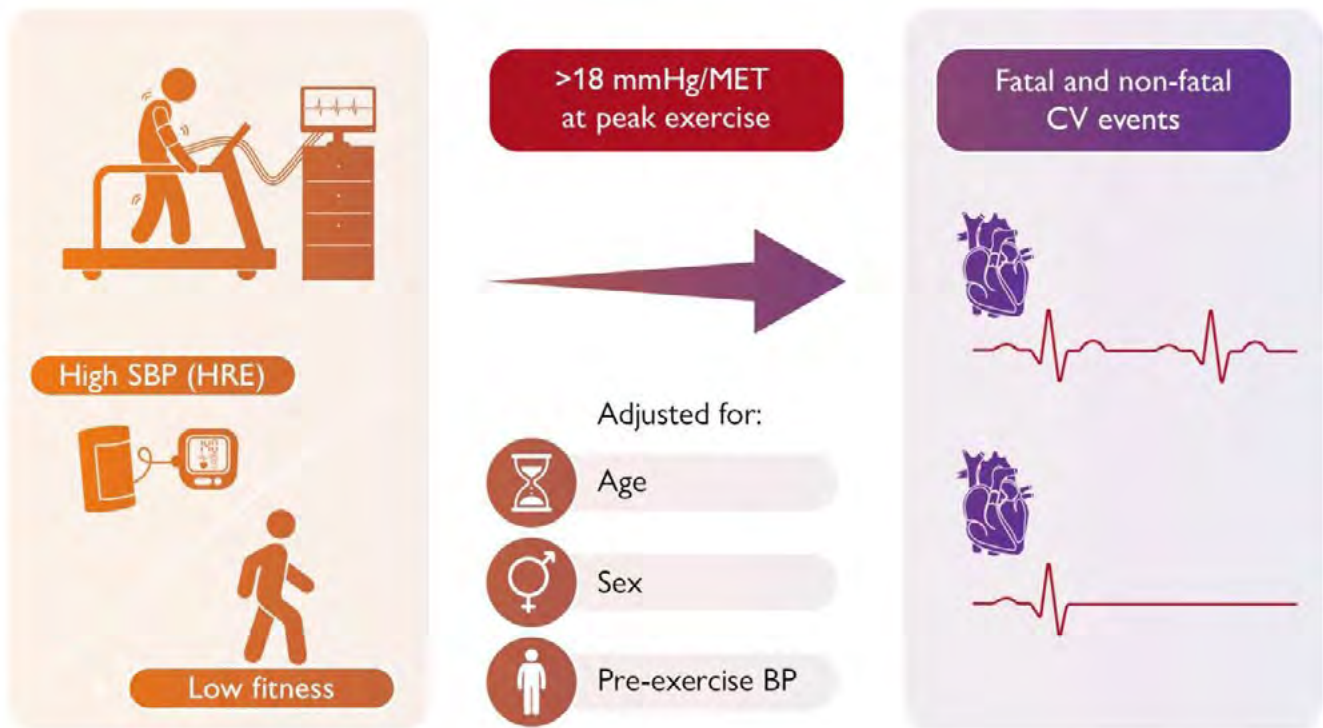 High SBP (HRE)
Low fitness
>18 mmHg/MET
at peak exercise
Adjusted for:
Age
Sex
Pre-exercise BP
Fatal and non-fatal
CV events